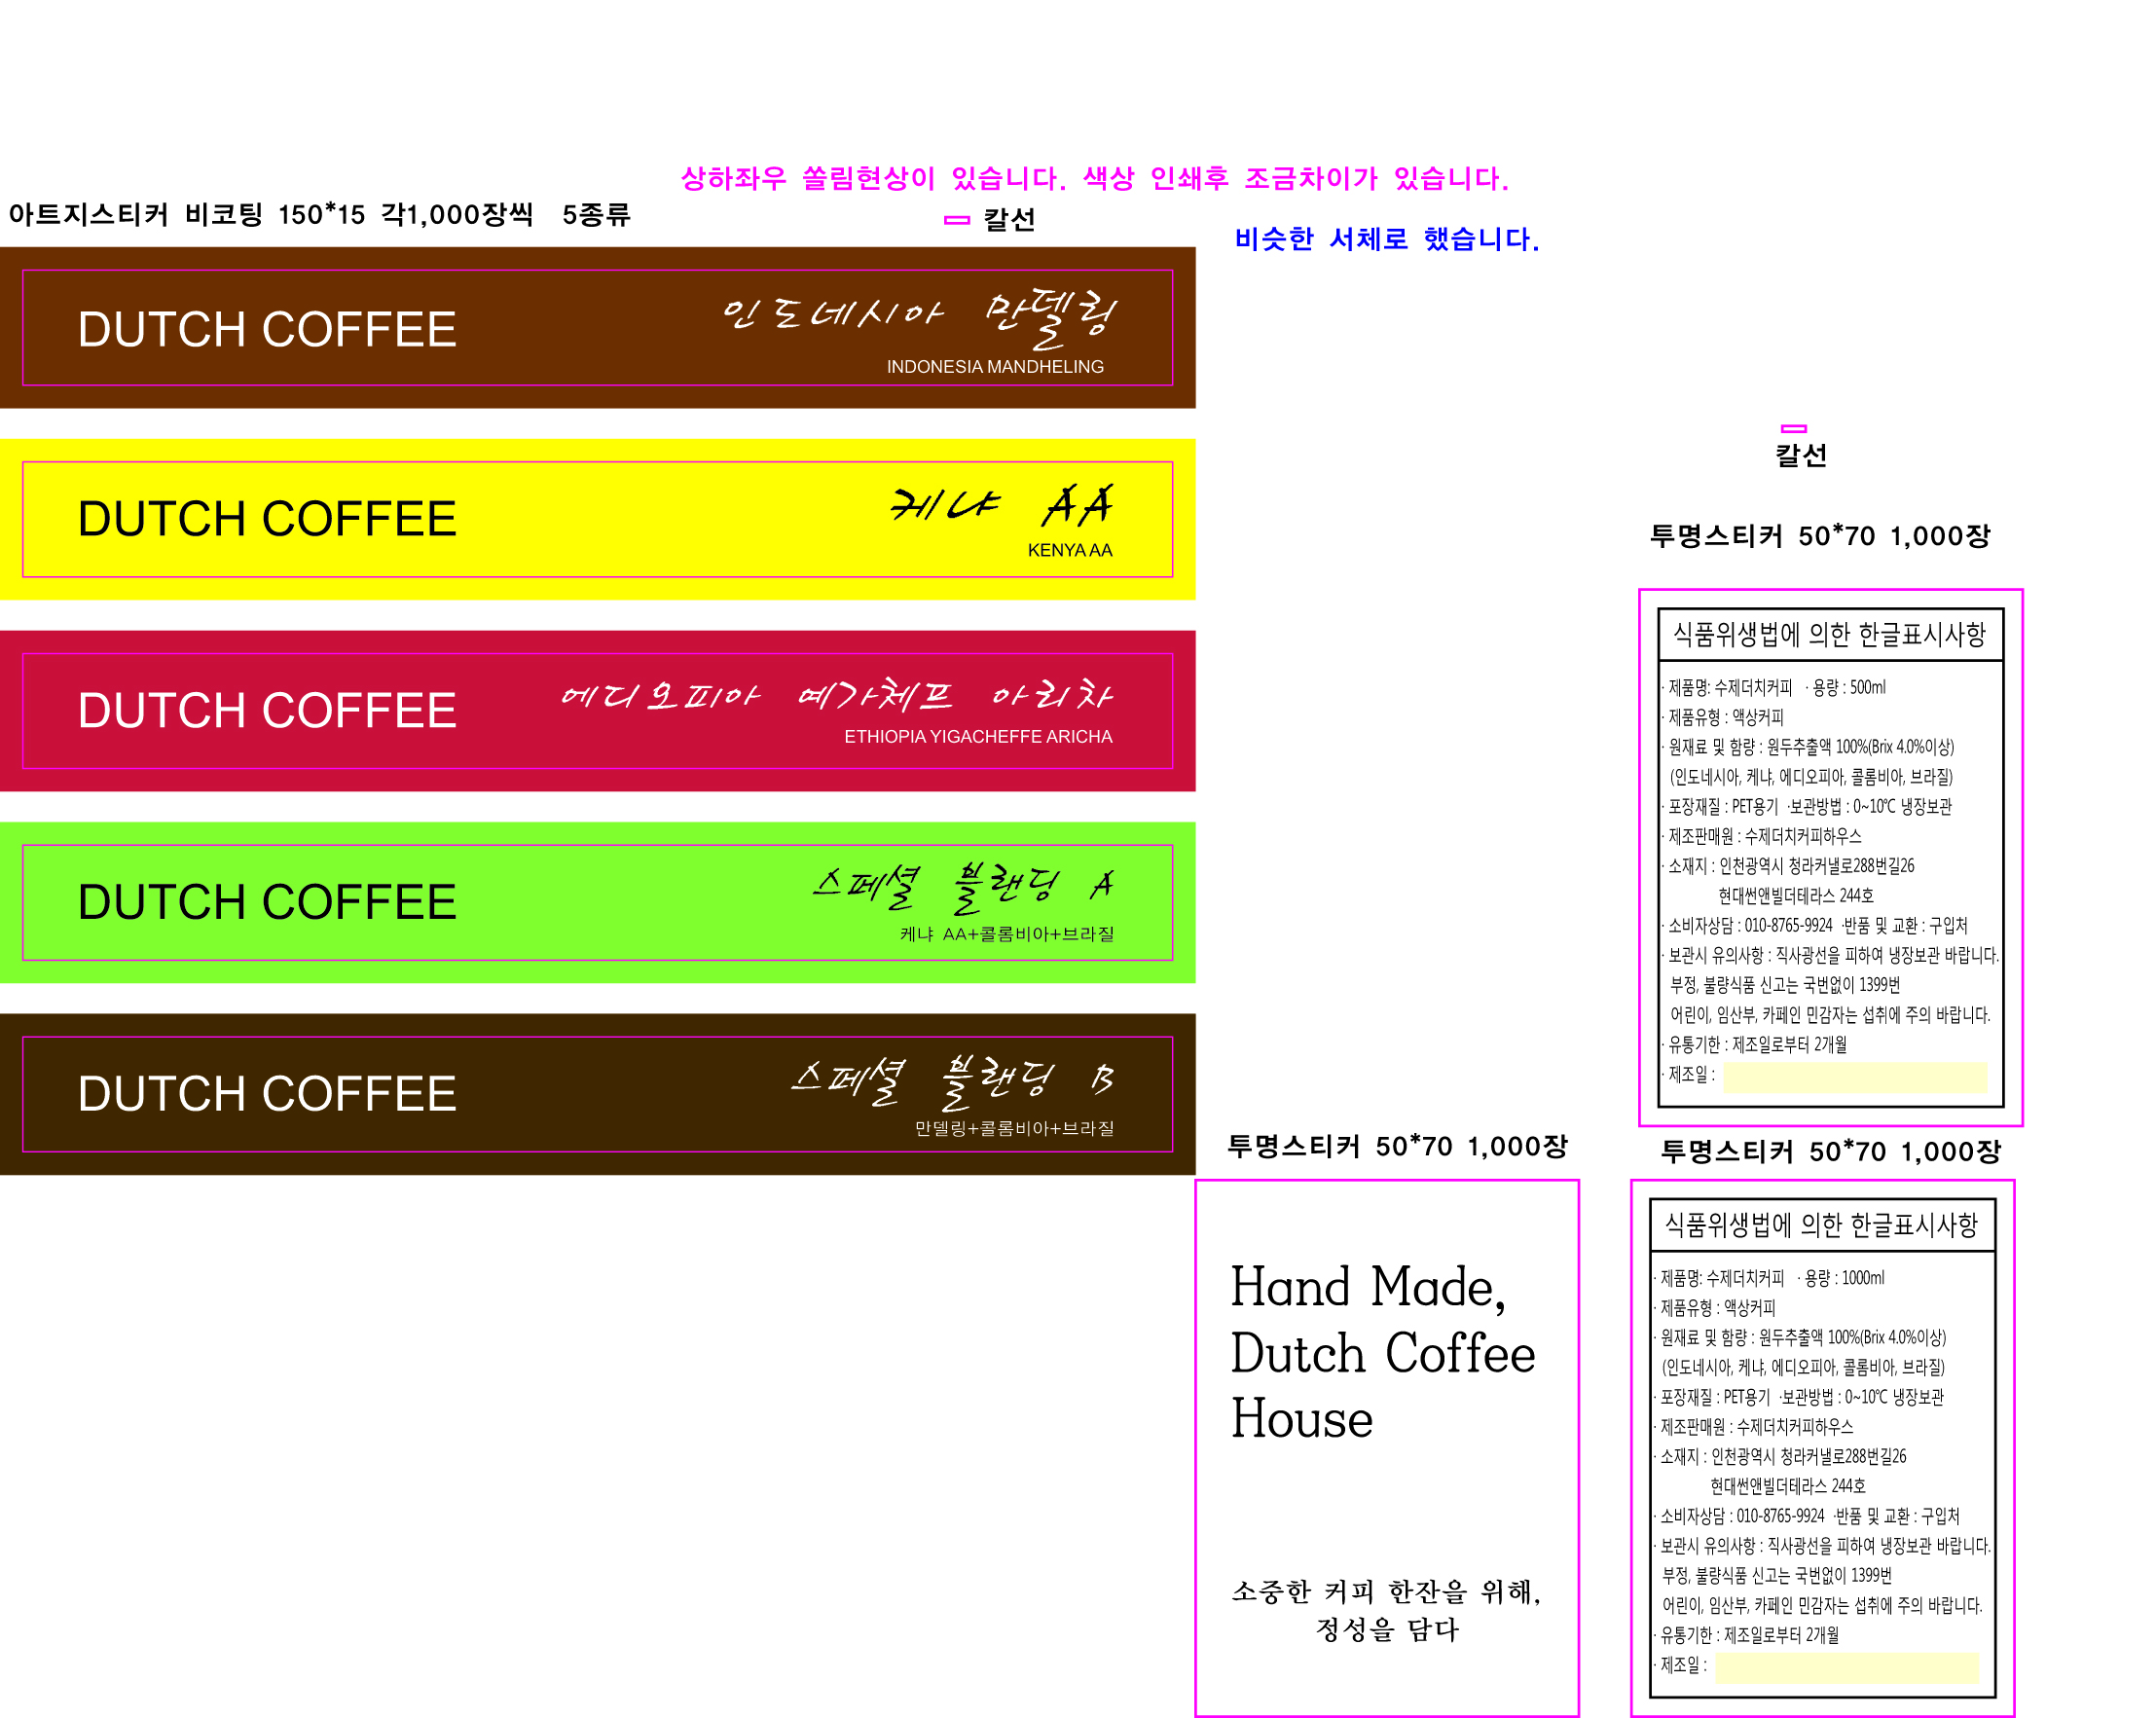 상하좌우 쏠림현상이 있습니다. 색상 인쇄후 조금차이가 있습니다.
아트지스티커 비코팅 150*15 각1,000장씩 5종류
칼선
비슷한 서체로 했습니다.
DUTCH COFFEE
인도네시아 만델링
INDONESIA MANDHELING
DUTCH COFFEE
케냐 AA
KENYA AA
DUTCH COFFEE
에디오피아 예가체프 아리차
ETHIOPIA YIGACHEFFE ARICHA
DUTCH COFFEE
스페셜 블랜딩 A
케냐 AA+콜롬비아+브라질
DUTCH COFFEE
스페셜 블랜딩 B
만델링+콜롬비아+브라질
칼선
투명스티커 50*70 1,000장
식품위생법에 의한 한글표시사항
· 제품명: 수제더치커피 · 용량 : 500ml
· 제품유형 : 액상커피
· 원재료 및 함량 : 원두추출액 100%(Brix 4.0%이상)
(인도네시아, 케냐, 에디오피아, 콜롬비아, 브라질)
· 포장재질 : PET용기 ·보관방법 : 0~10℃ 냉장보관
· 제조판매원 : 수제더치커피하우스
· 소재지 : 인천광역시 청라커낼로288번길26
현대썬앤빌더테라스 244호
· 소비자상담 : 010-8765-9924 ·반품 및 교환 : 구입처
· 보관시 유의사항 : 직사광선을 피하여 냉장보관 바랍니다.
부정, 불량식품 신고는 국번없이 1399번
어린이, 임산부, 카페인 민감자는 섭취에 주의 바랍니다.
· 유통기한 : 제조일로부터 2개월
· 제조일 :
투명스티커 50*70 1,000장
Hand Made,
Dutch Coffee
House
소중한 커피 한잔을 위해,
정성을 담다
투명스티커 50*70 1,000장
식품위생법에 의한 한글표시사항
· 제품명: 수제더치커피 · 용량 : 1000ml
· 제품유형 : 액상커피
· 원재료 및 함량 : 원두추출액 100%(Brix 4.0%이상)
(인도네시아, 케냐, 에디오피아, 콜롬비아, 브라질)
· 포장재질 : PET용기 ·보관방법 : 0~10℃ 냉장보관
· 제조판매원 : 수제더치커피하우스
· 소재지 : 인천광역시 청라커낼로288번길26
현대썬앤빌더테라스 244호
· 소비자상담 : 010-8765-9924 ·반품 및 교환 : 구입처
· 보관시 유의사항 : 직사광선을 피하여 냉장보관 바랍니다.
부정, 불량식품 신고는 국번없이 1399번
어린이, 임산부, 카페인 민감자는 섭취에 주의 바랍니다.
· 유통기한 : 제조일로부터 2개월
· 제조일 :